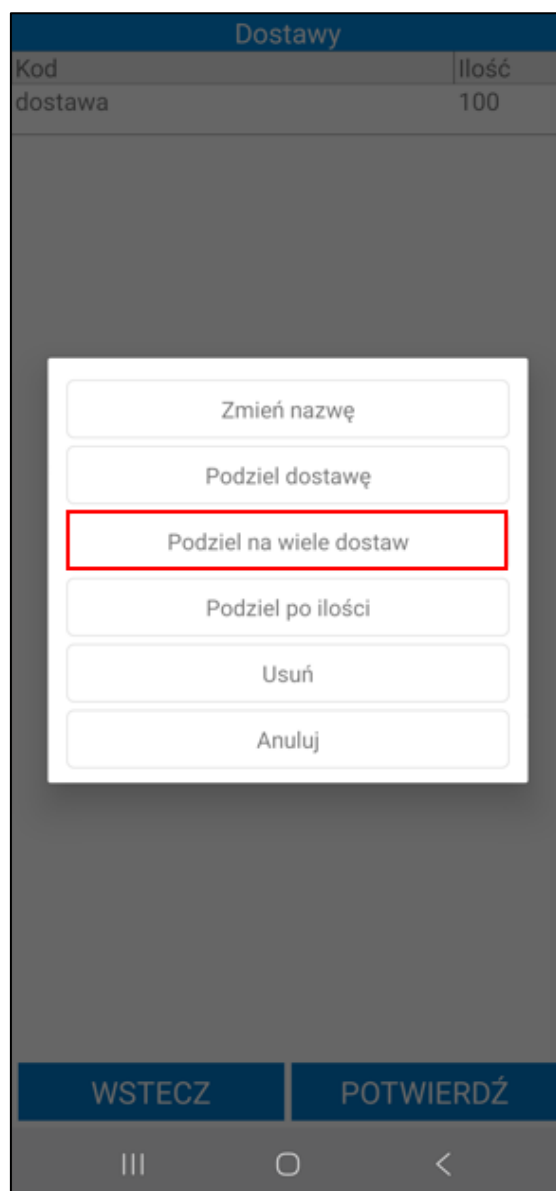 Dostawy
Kod Ilość
dostawa 100
Zmień nazwę
Podziel dostawę
Podziel na wiele dostaw
Podziel po ilości
Usuń
Anuluj
WSTECZ POTWIERDŹ